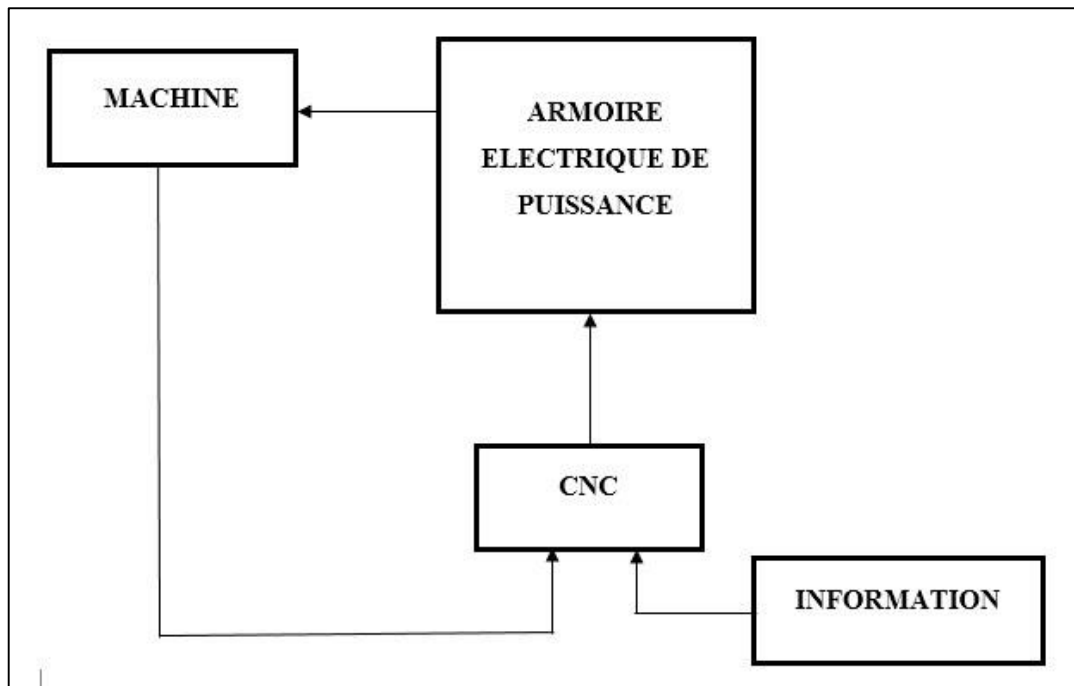 MACHINE
ARMOIRE
ELECTRIQUE DE
PUISSANCE
CNC
INFORMATION